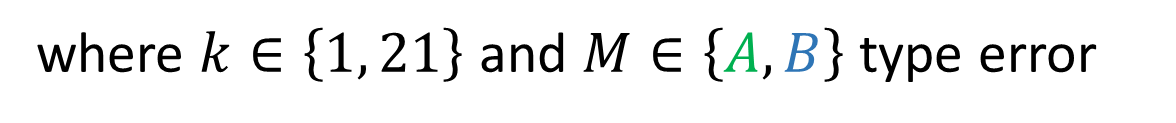 where k ∈ {1, 21} and M ∈ {A, B} type error